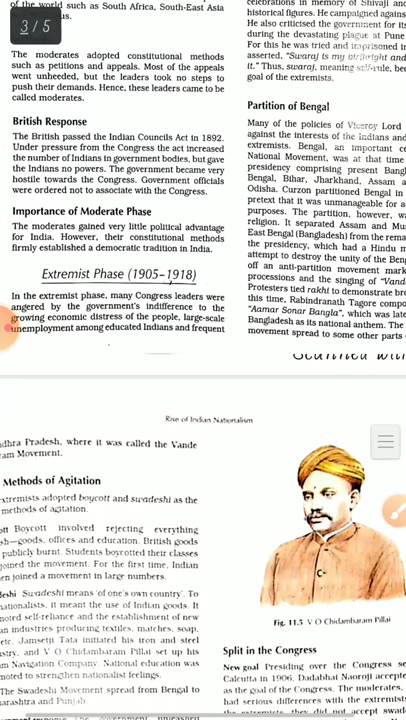 of the world such as South Africa, South-East Asia
us.
3 / 5
The moderates adopted constitutional methods
such as petitions and appeals. Most of the appeals
went unheeded, but the leaders took no steps to
push their demands. Hence, these leaders came to be
called moderates.
British Response
The British passed the Indian Councils Act in 1892.
Under pressure from the Congress the act increased
the number of Indians in government bodies, but gave
the Indians no powers. The government became very
hostile towards the Congress. Government officials
were ordered not to associate with the Congress.
Importance of Moderate Phase
The moderates gained very little political advantage
for India. However, their constitutional methods
firmly established a democratic tradition in India.
Extremist Phase (1905–1918)
In the extremist phase, many Congress leaders were
angered by the government's indifference to the
growing economic distress of the people, large-scale
unemployment among educated Indians and frequent
celebrations in memory of Shivaji and
historical figures. He campaigned against
He also criticised the government for its
during the devastating plague at Pune
For this he was tried and imprisoned in
asserted, "Swaraj is my birthright and
it." Thus, swaraj, meaning self-rule, bec
goal of the extremists.
Partition of Bengal
Many of the policies of Viceroy Lord
against the interests of the Indians and
extremists. Bengal, an important ce
National Movement, was at that time
presidency comprising present Bangl
Bengal, Bihar, Jharkhand, Assam a
Odisha. Curzon partitioned Bengal in
pretext that it was unmanageable for a
purposes. The partition, however, wa
religion. It separated Assam and Mus
East Bengal (Bangladesh) from the rema
the presidency, which had a Hindu m
attempt to destroy the unity of the Beng
off an anti-partition movement mark
processions and the singing of "Vand
Protesters tied rakhi to demonstrate bro
this time, Rabindranath Tagore compo
"Aamar Sonar Bangla", which was late
Bangladesh as its national anthem. The
movement spread to some other parts
Scanned with
Rise of Indian Nationalism
dhra Pradesh, where it was called the Vande
am Movement.
Methods of Agitation
xtremists adopted boycott and swadeshi as the
methods of agitation.
ott Boycott involved rejecting everything
sh—goods, offices and education. British goods
publicly burnt. Students boycotted their classes
joined the movement. For the first time, Indian
en joined a movement in large numbers.
deshi Swadeshi means 'of one's own country'. To
nationalists, it meant the use of Indian goods. It
noted self-reliance and the establishment of new
an industries producing textiles, matches, soap,
etc. Jamsetji Tata initiated his iron and steel
stry, and V O Chidambaram Pillai set up his
am Navigation Company. National education was
moted to strengthen nationalist feelings.
The Swadeshi Movement spread from Bengal to
arashtra and Punjab.
Fig. 11.5 V O Chidambaram Pillai
Split in the Congress
New goal Presiding over the Congress se
Calcutta in 1906, Dadabhai Naoroji accepte
as the goal of the Congress. The moderates,
had serious differences with the extremists